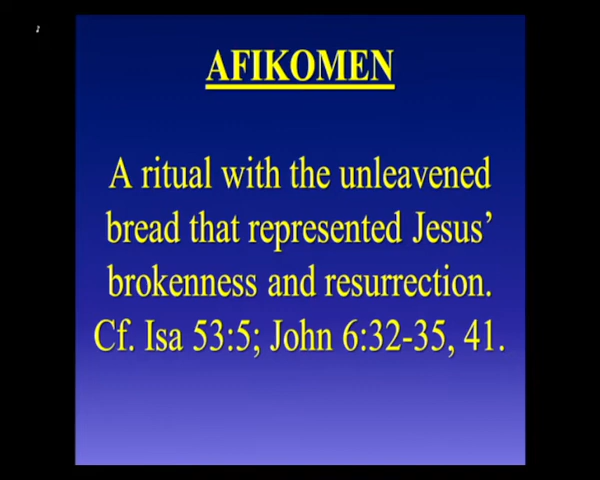 AFIKOMEN
A ritual with the unleavened
bread that represented Jesus’
brokenness and resurrection.
Cf. Isa 53:5; John 6:32-35, 41.